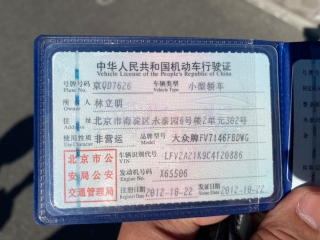 中华人民共和国机动车行驶证
Vehicle License of the People's Republic of China
号牌号码 京QD7626 车辆类型 小型轿车
Plate No. Vehicle Type
所有人 林立明
Owner
住址 北京市海淀区永泰园6号楼2单元302号
Address
使用性质 非营运 品牌型号 大众牌FV7146FBDWG
Use Character Model
北京市公安局公安交通管理局
车辆识别代号 LFV2A21K9C4120886
VIN
发动机号码 X65506
Engine No.
注册日期 2012-10-22 发证日期 2012-10-22
Register Date Issue Date